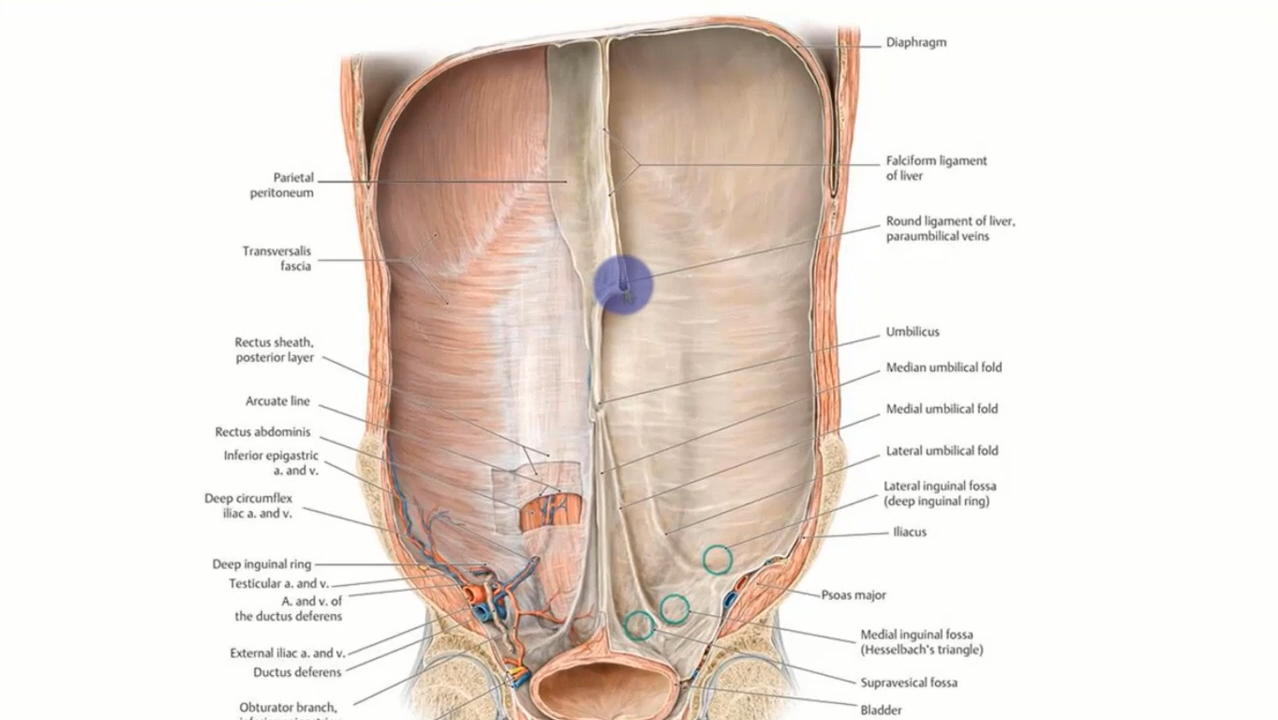 Parietal
peritoneum
Transversalis
fascia
Rectus sheath,
posterior layer
Arcuate line
Rectus abdominis
Inferior epigastric
a. and v.
Deep circumflex
iliac a. and v.
Deep inguinal ring
Testicular a. and v.
A. and v. of
the ductus deferens
External iliac a. and v.
Ductus deferens
Obturator branch,
Diaphragm
Falciform ligament
of liver
Round ligament of liver,
paraumbilical veins
Umbilicus
Median umbilical fold
Medial umbilical fold
Lateral umbilical fold
Lateral inguinal fossa
(deep inguinal ring)
Iliacus
Psoas major
Medial inguinal fossa
(Hesselbach's triangle)
Supravesical fossa
Bladder